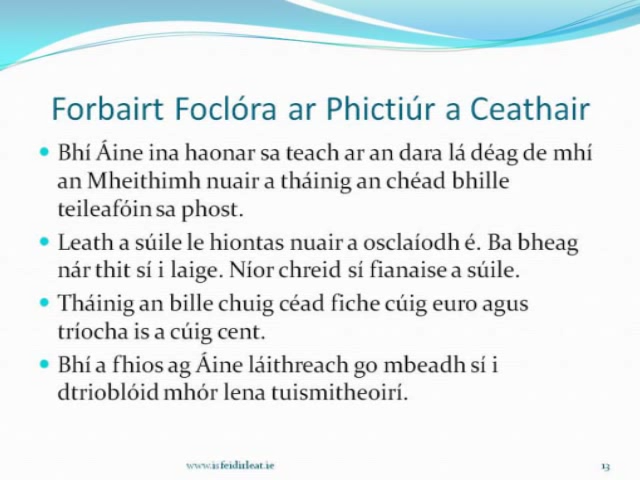 Forbairt Foclóra ar Phictiúr a Ceathair
• Bhí Áine ina haonar sa teach ar an dara lá déag de mhí
an Mheithimh nuair a tháinig an chéad bhille
teileafóin sa phost.
• Leath a súile le hiontas nuair a osclaíodh é. Ba bheag
nár thit sí i laige. Níor chreid sí fianaise a súile.
• Tháinig an bille chuig céad fiche cúig euro agus
tríocha is a cúig cent.
• Bhí a fhios ag Áine láithreach go mbeadh sí i
dtrioblóid mhór lena tuismitheoirí.
www.isfeidirleat.ie 13